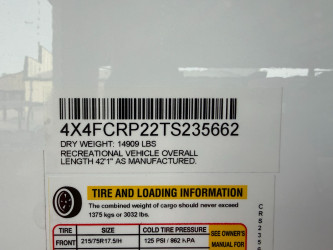 4X4FCRP22TS235662
DRY WEIGHT: 14909 LBS
RECREATIONAL VEHICLE OVERALL
LENGTH 42'1" AS MANUFACTURED.
TIRE AND LOADING INFORMATION
The combined weight of cargo should never exceed
1375 kgs or 3032 lbs.
TIRE SIZE COLD TIRE PRESSURE SEE OWNER'S
FRONT 215/75R17.5/H 125 PSI / 862 kPA MANUAL FOR